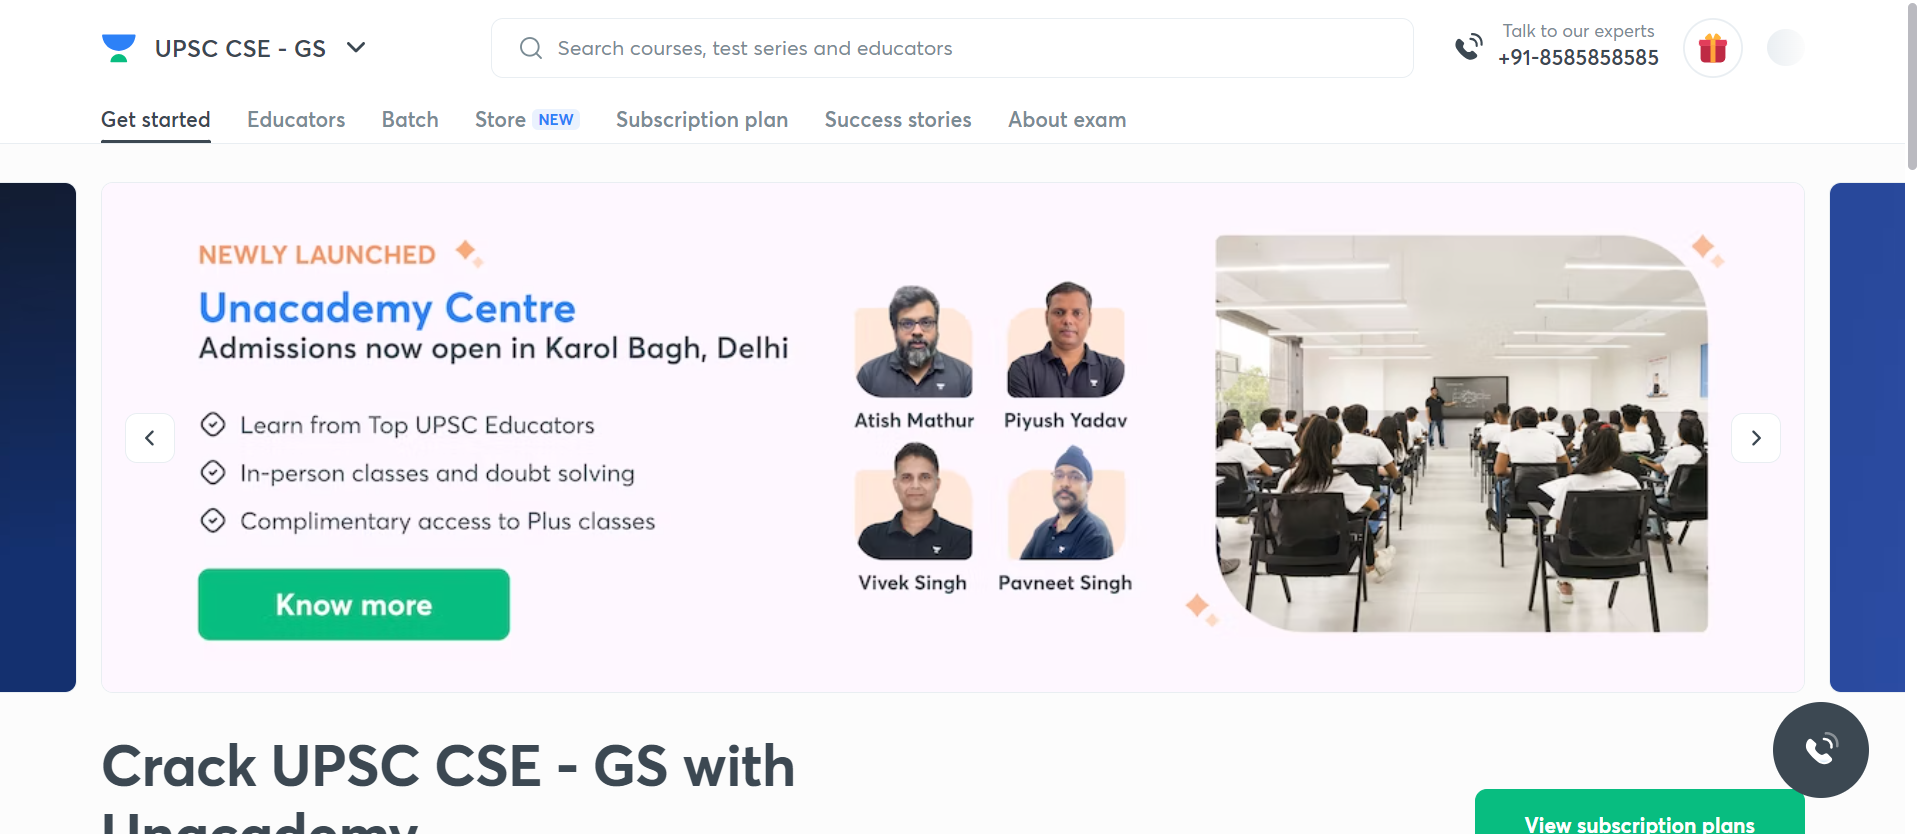 UPSC CSE - GS
Search courses, test series and educators
Talk to our experts
+91-8585858585
Get started
Educators
Batch
Store NEW
Subscription plan
Success stories
About exam
NEWLY LAUNCHED
Unacademy Centre
Admissions now open in Karol Bagh, Delhi
Learn from Top UPSC Educators
In-person classes and doubt solving
Complimentary access to Plus classes
Know more
Atish Mathur
Piyush Yadav
Vivek Singh
Pavneet Singh
Crack UPSC CSE - GS with
Unacademy
View subscription plans